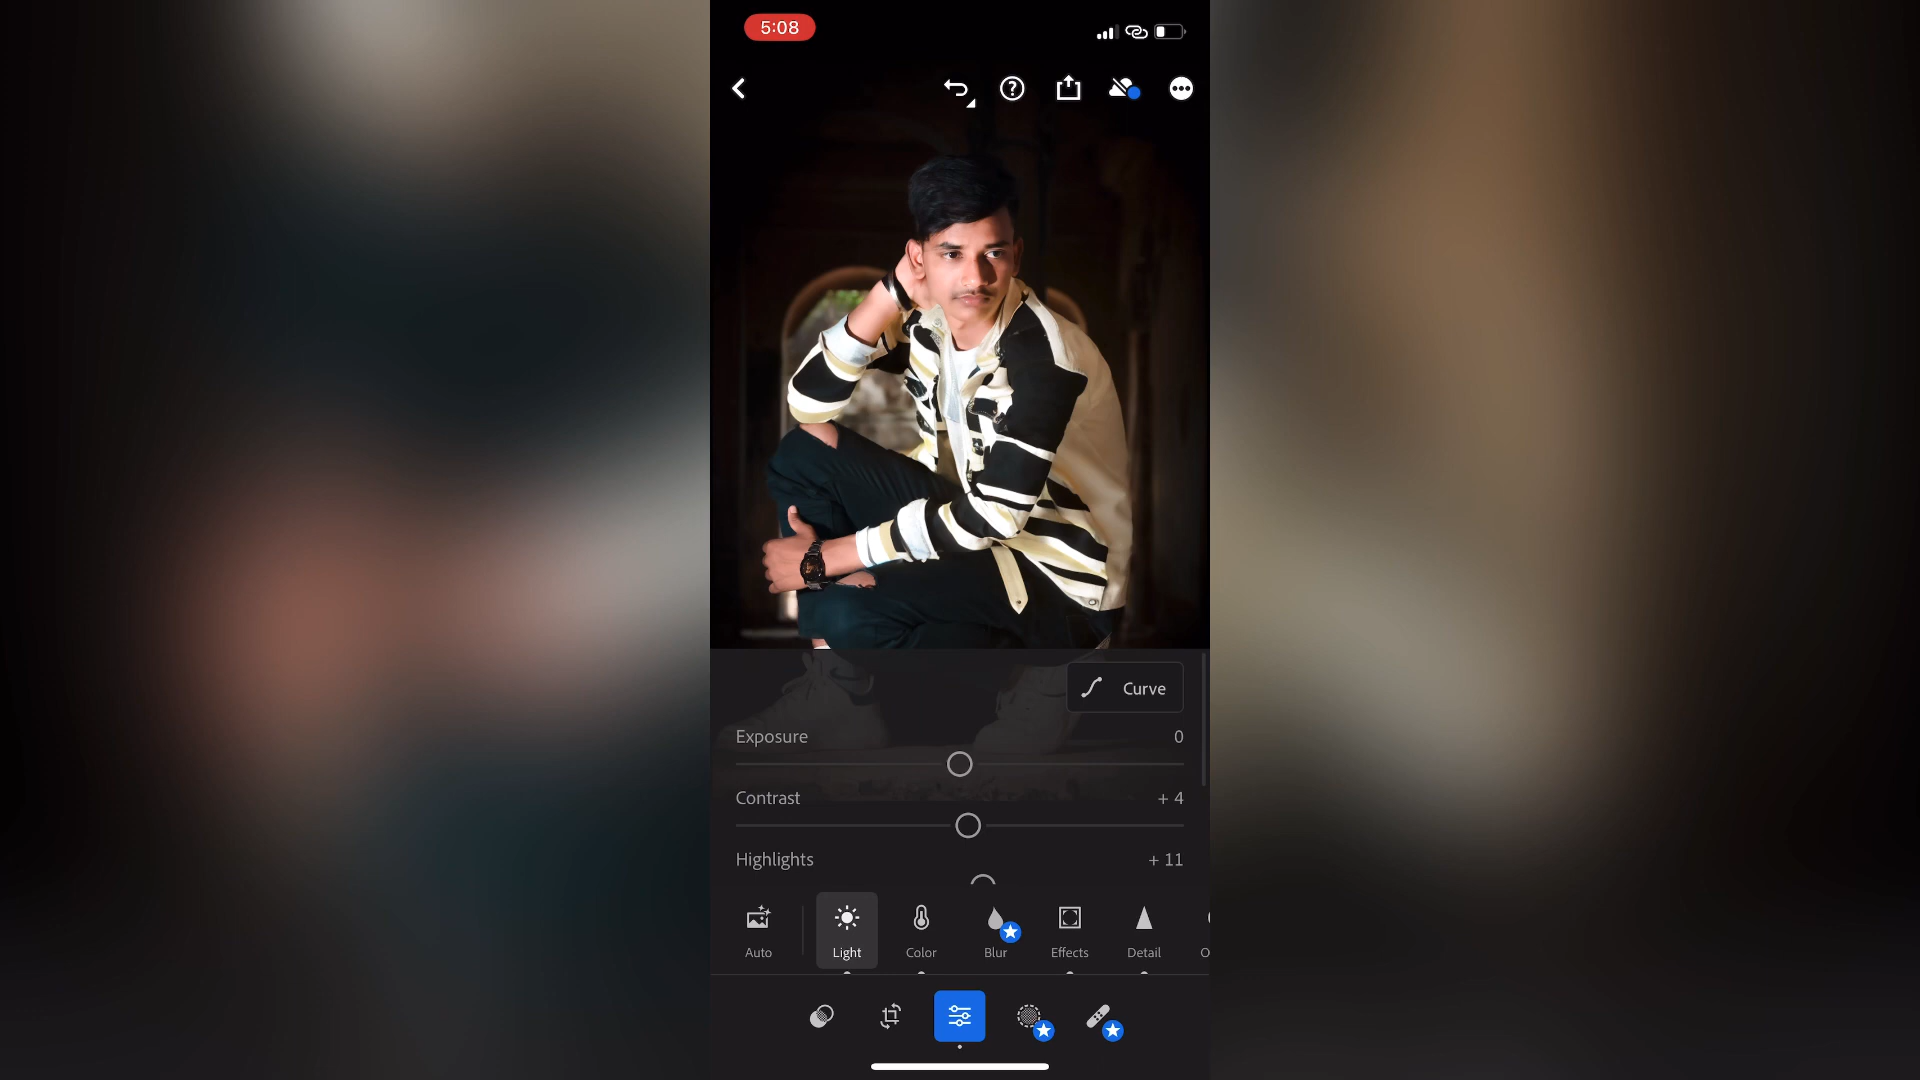 5:08
Curve
Exposure 0
Contrast + 4
Highlights + 11
Auto Light Color Blur Effects Detail